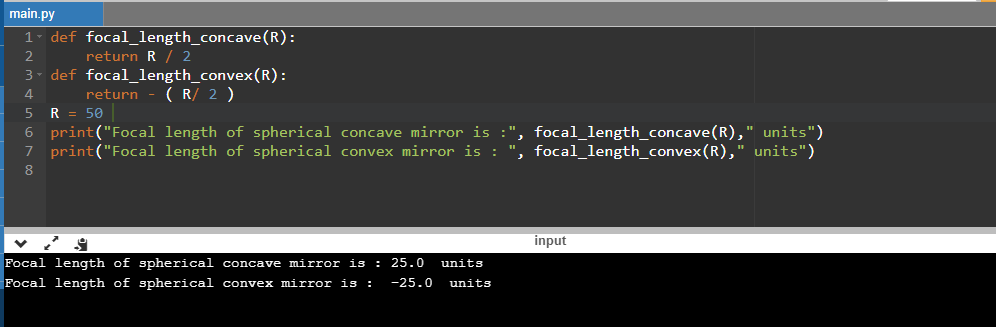 main.py
1 def focal_length_concave(R):
2     return R / 2
3 def focal_length_convex(R):
4     return - ( R/ 2 )
5 R = 50
6 print("Focal length of spherical concave mirror is :", focal_length_concave(R)," units")
7 print("Focal length of spherical convex mirror is : ", focal_length_convex(R)," units")
8
input
Focal length of spherical concave mirror is : 25.0  units
Focal length of spherical convex mirror is :  -25.0  units